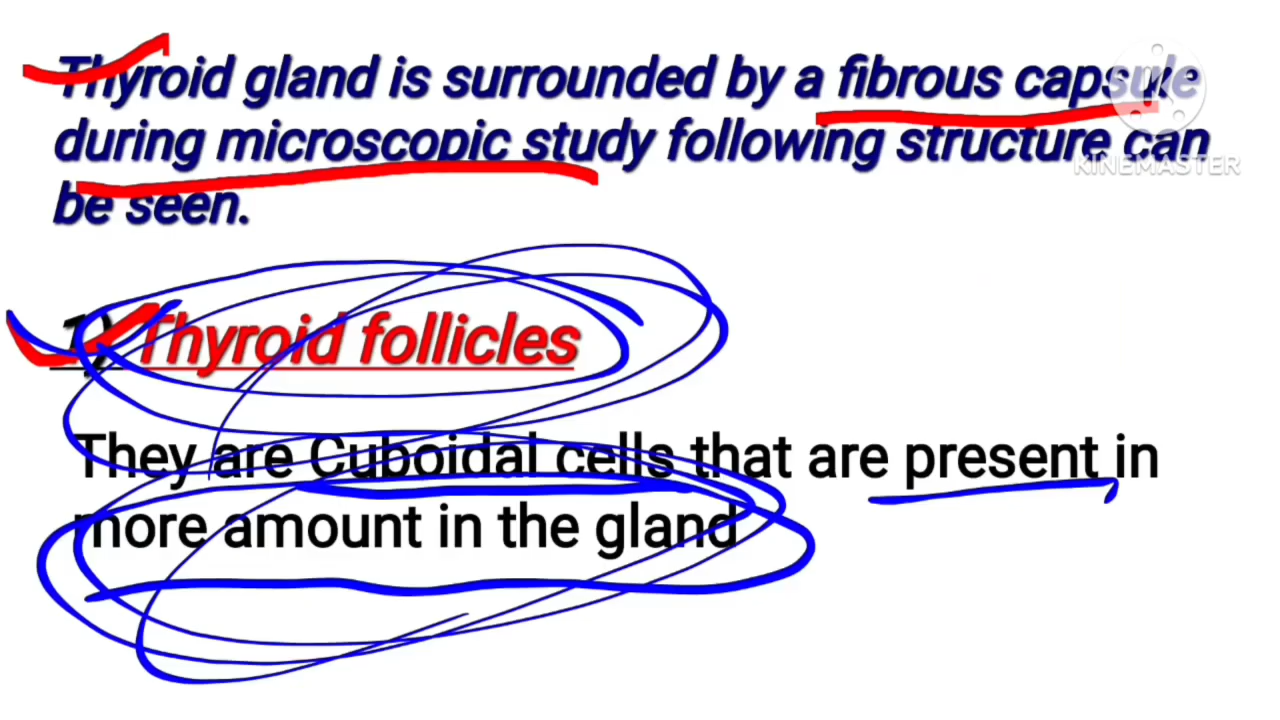 Thyroid gland is surrounded by a fibrous capsule
during microscopic study following structure can
be seen.
KINEMASTER
1) Thyroid follicles
They are Cuboidal cells that are present in
more amount in the gland